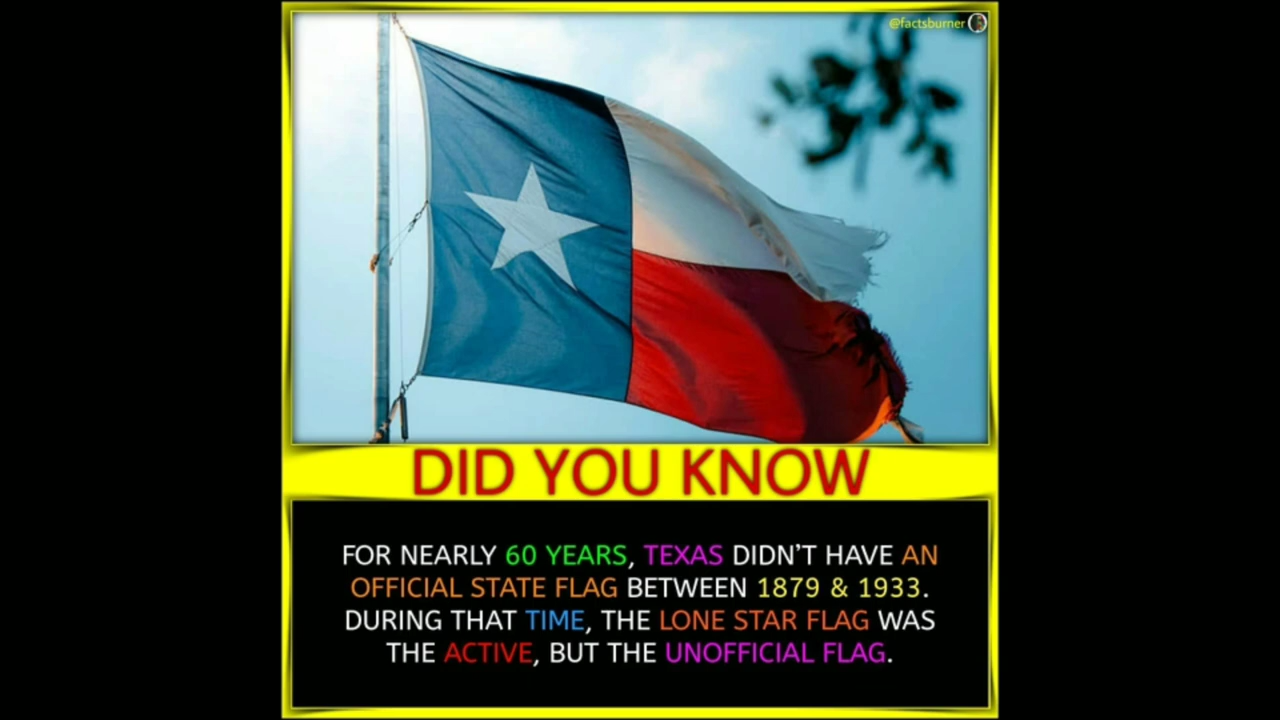 @factsburner
DID YOU KNOW
FOR NEARLY 60 YEARS, TEXAS DIDN'T HAVE AN
OFFICIAL STATE FLAG BETWEEN 1879 & 1933.
DURING THAT TIME, THE LONE STAR FLAG WAS
THE ACTIVE, BUT THE UNOFFICIAL FLAG.